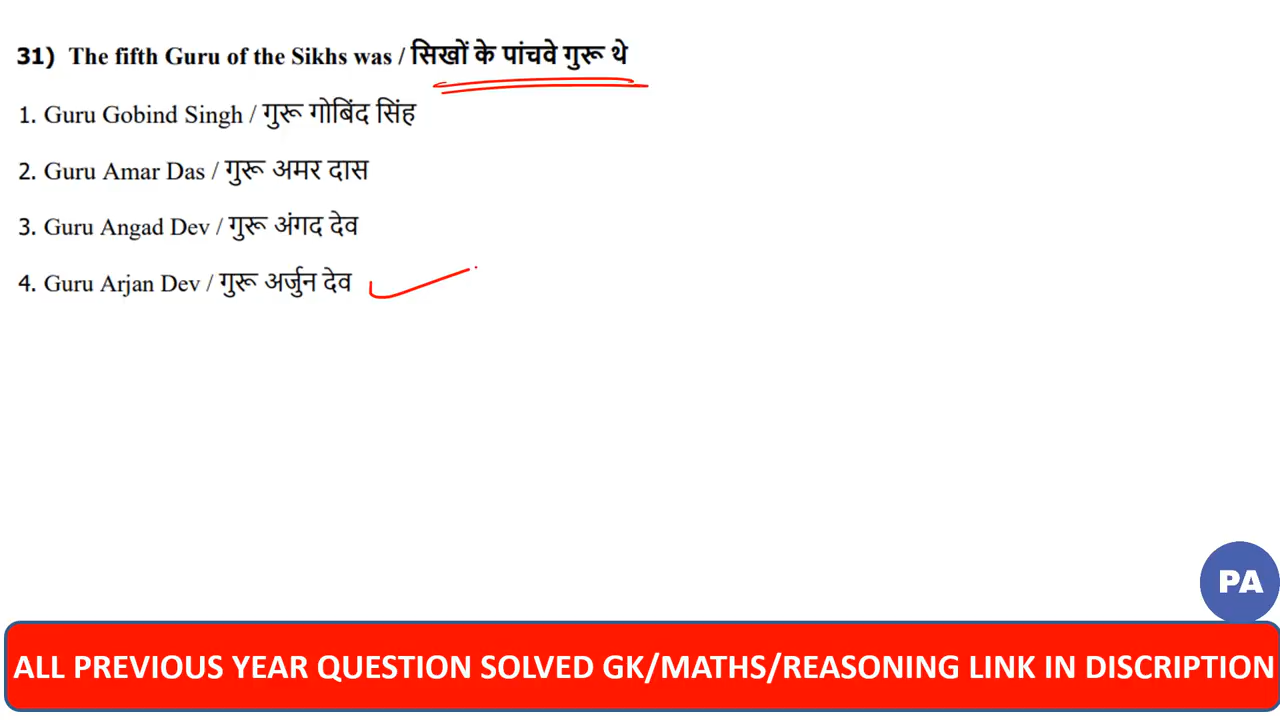 31) The fifth Guru of the Sikhs was / सिखों के पांचवे गुरू थे
1. Guru Gobind Singh / गुरू गोबिंद सिंह
2. Guru Amar Das / गुरू अमर दास
3. Guru Angad Dev / गुरू अंगद देव
4. Guru Arjan Dev / गुरू अर्जुन देव
PA
ALL PREVIOUS YEAR QUESTION SOLVED GK/MATHS/REASONING LINK IN DISCRIPTION